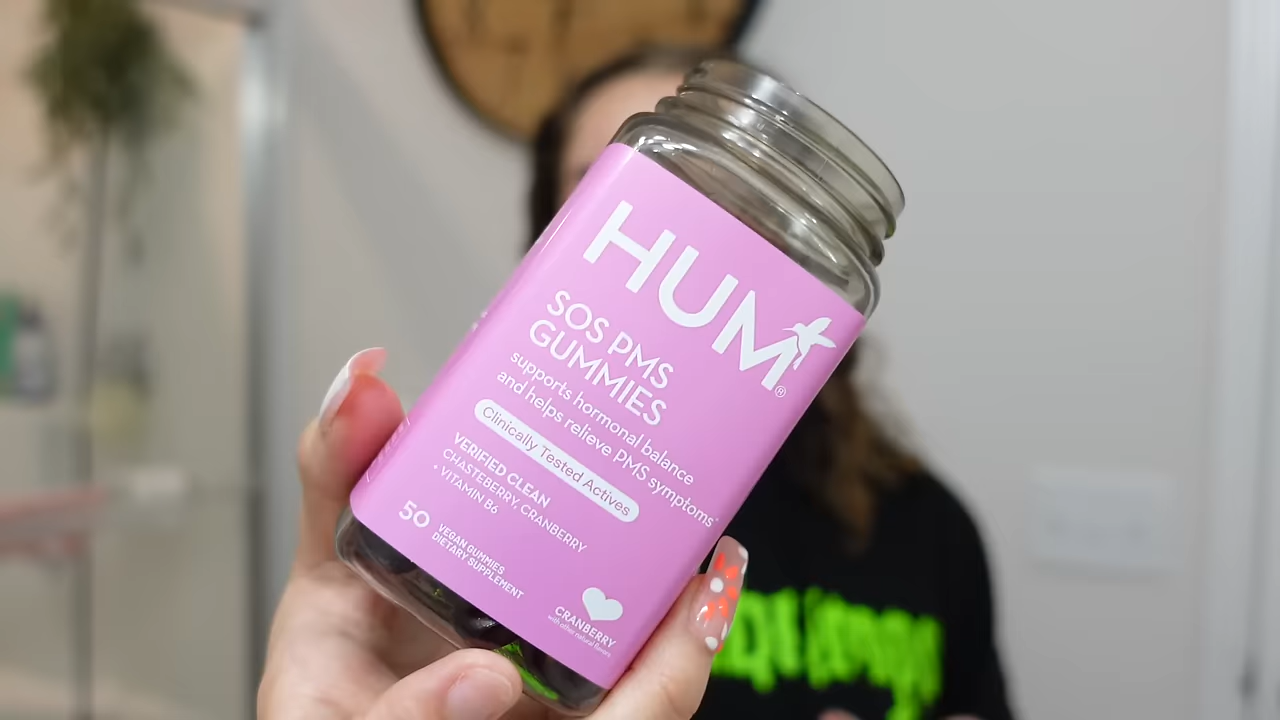 HUM®
SOS PMS
GUMMIES
supports hormonal balance
and helps relieve PMS symptoms*
Clinically Tested Actives
VERIFIED CLEAN
CHASTEBERRY, CRANBERRY
+ VITAMIN B6
50
VEGAN GUMMIES
DIETARY SUPPLEMENT
CRANBERRY
with other natural flavors